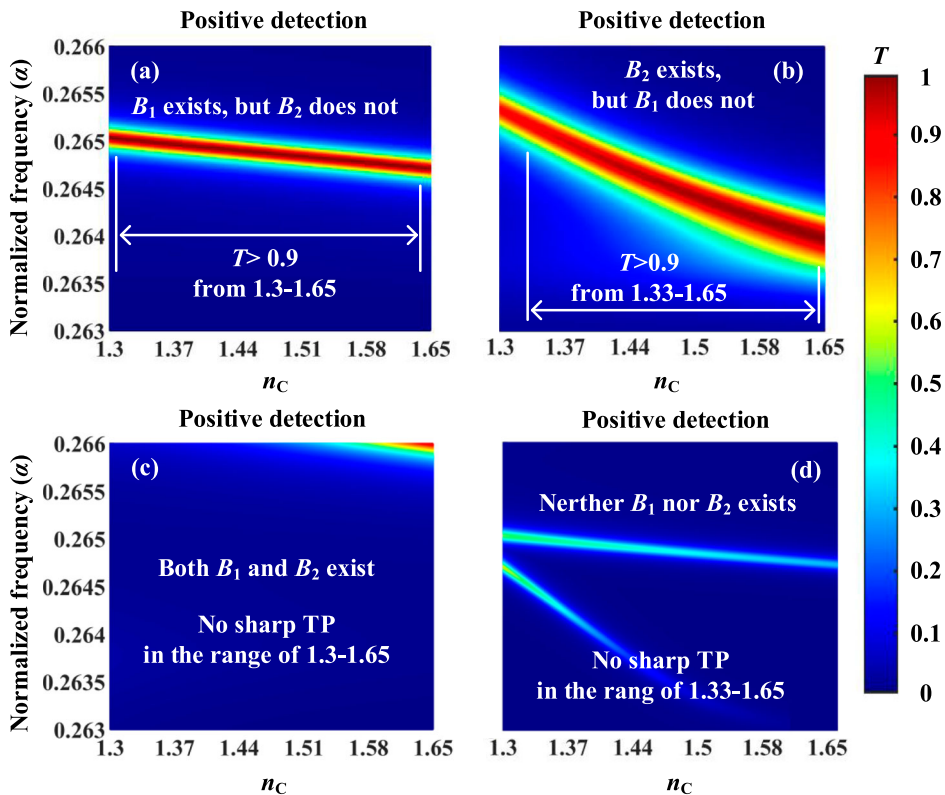 Positive detection
(a)
B1 exists, but B2 does not
T> 0.9
from 1.3-1.65
0.266
0.2655
0.265
0.2645
0.264
0.2635
0.263
Normalized frequency (α)
1.3 1.37 1.44 1.51 1.58 1.65
nC
Positive detection
(b)
B2 exists,
but B1 does not
T>0.9
from 1.33-1.65
1.3 1.37 1.44 1.5 1.58 1.65
nC
T
1
0.9
0.8
0.7
0.6
0.5
0.4
0.3
0.2
0.1
0
Positive detection
(c)
Both B1 and B2 exist
No sharp TP
in the range of 1.3-1.65
0.266
0.2655
0.265
0.2645
0.264
0.2635
0.263
Normalized frequency (α)
1.3 1.37 1.44 1.51 1.58 1.65
nC
Positive detection
(d)
Nerther B1 nor B2 exists
No sharp TP
in the rang of 1.33-1.65
1.3 1.37 1.44 1.5 1.58 1.65
nC